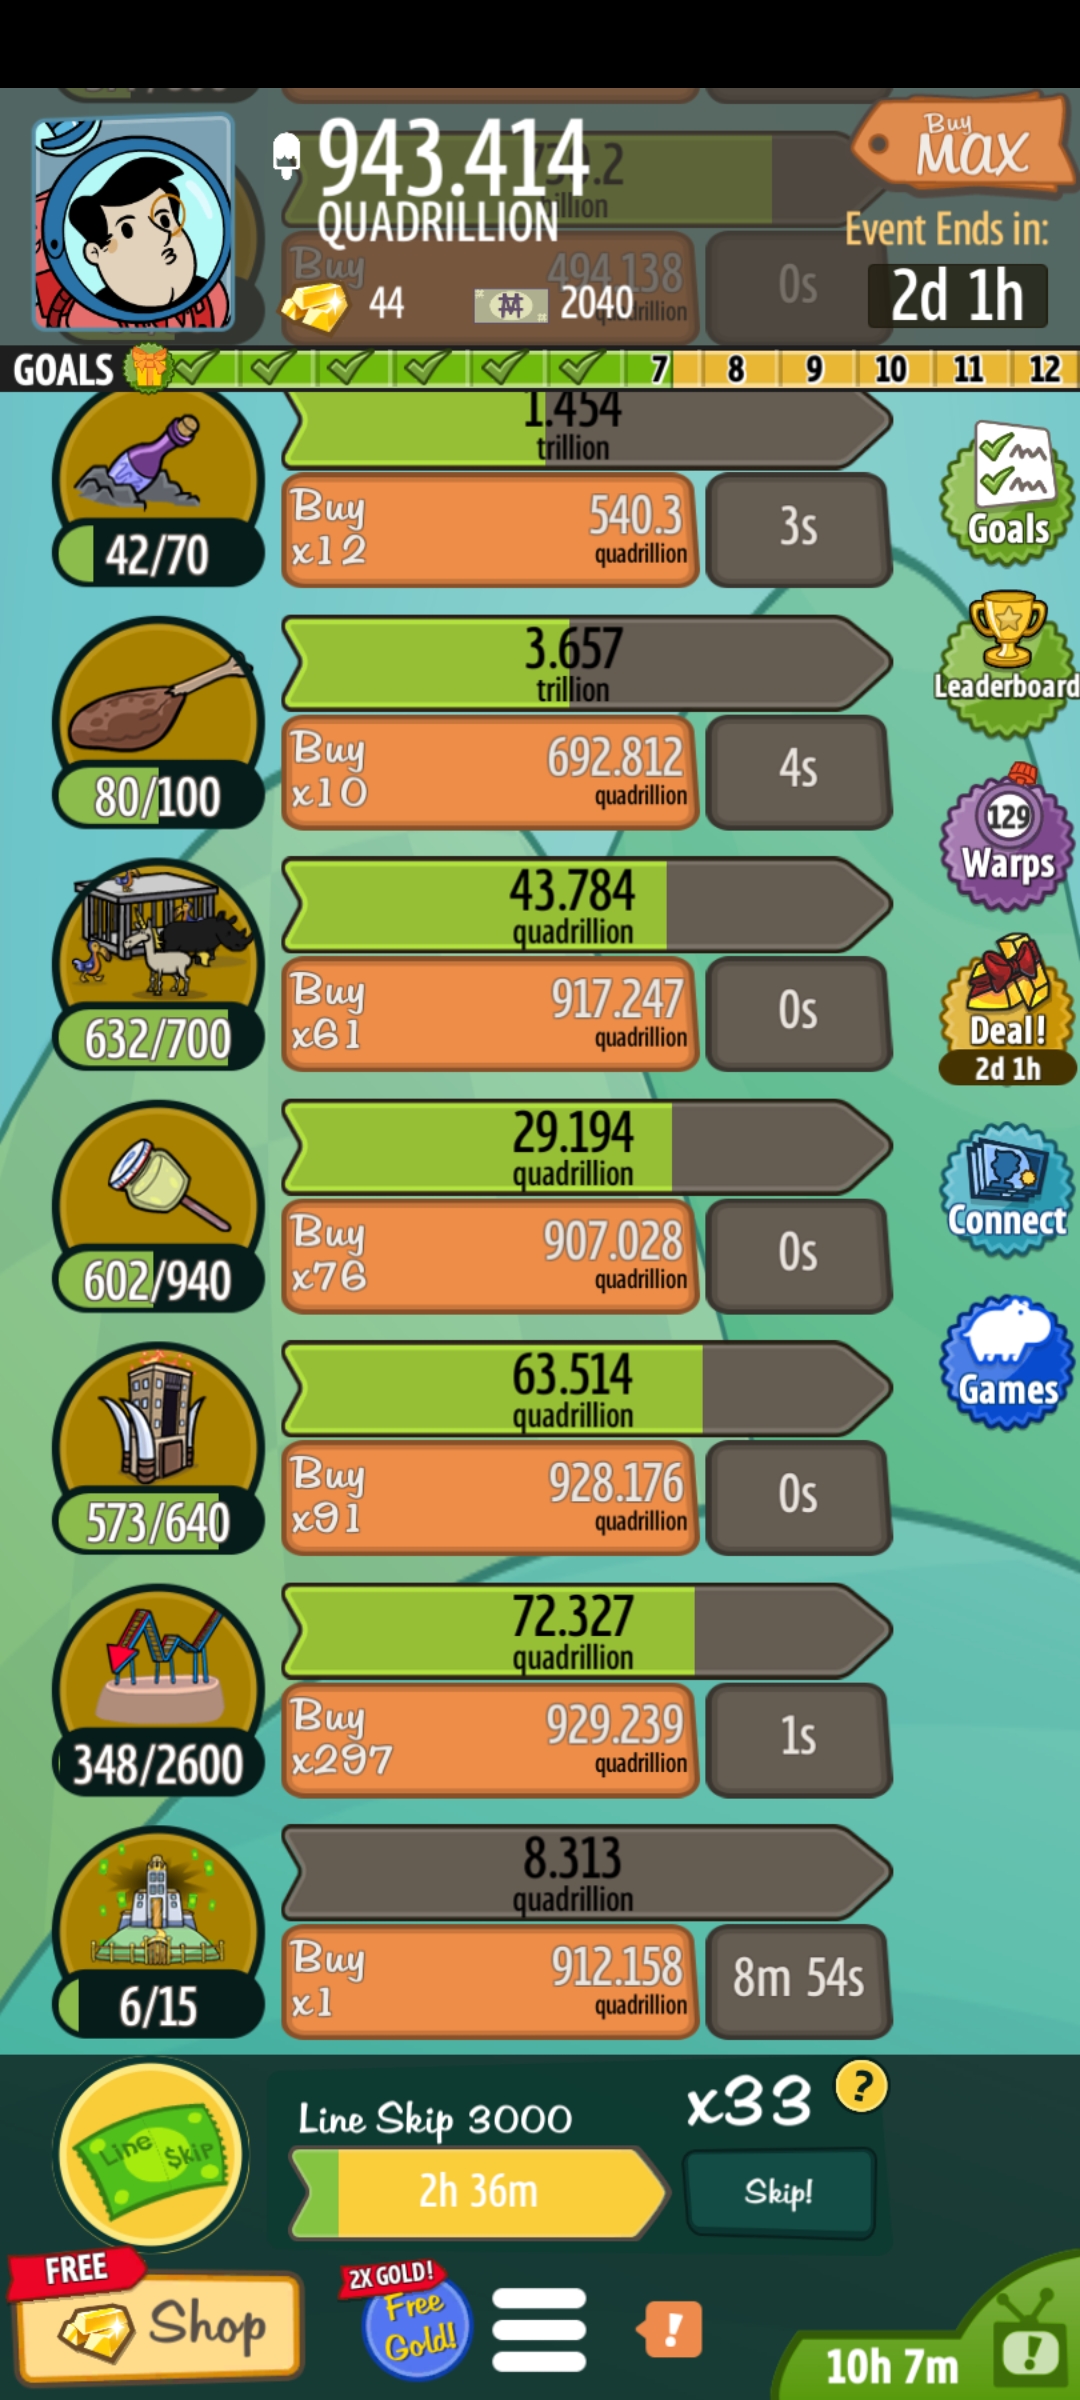 943.414
QUADRILLION
44
2040
Buy
MAX
Event Ends in:
2d 1h
Buy
494.138
0s
GOALS
7
8
9
10
11
12
1.454
trillion
42/70
Buy
x12
540.3
quadrillion
3s
Goals
3.657
trillion
80/100
Buy
x10
692.812
quadrillion
4s
Leaderboard
129
Warps
43.784
quadrillion
632/700
Buy
x61
917.247
quadrillion
0s
Deal!
2d 1h
29.194
quadrillion
602/940
Buy
x76
907.028
quadrillion
0s
Connect
63.514
quadrillion
573/640
Buy
x91
928.176
quadrillion
0s
Games
72.327
quadrillion
348/2600
Buy
x297
929.239
quadrillion
1s
8.313
quadrillion
6/15
Buy
x1
912.158
quadrillion
8m 54s
Line $kip
Line Skip 3000
2h 36m
x33
?
Skip!
FREE
Shop
2X GOLD!
Free
Gold!
!
10h 7m
!